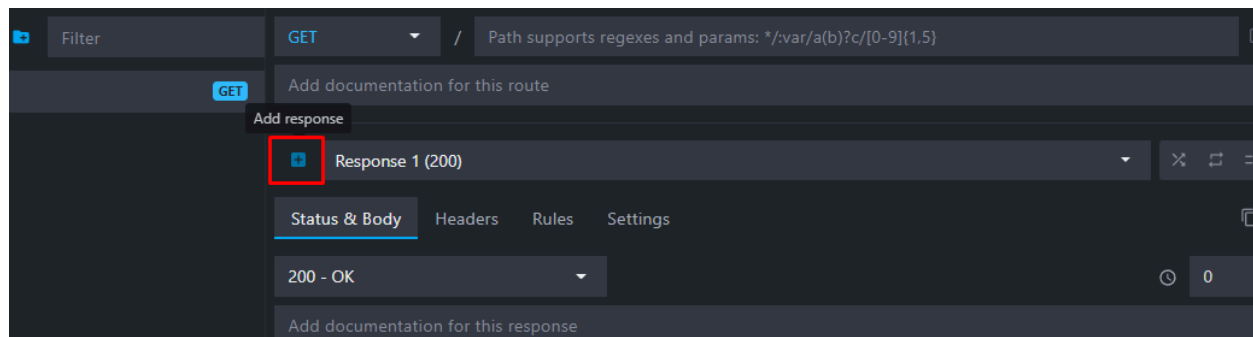 Filter
GET
/
Path supports regexes and params: */:var/a(b)?c/[0-9]{1,5}
GET
Add documentation for this route
Add response
Response 1 (200)
Status & Body Headers Rules Settings
200 - OK
0
Add documentation for this response